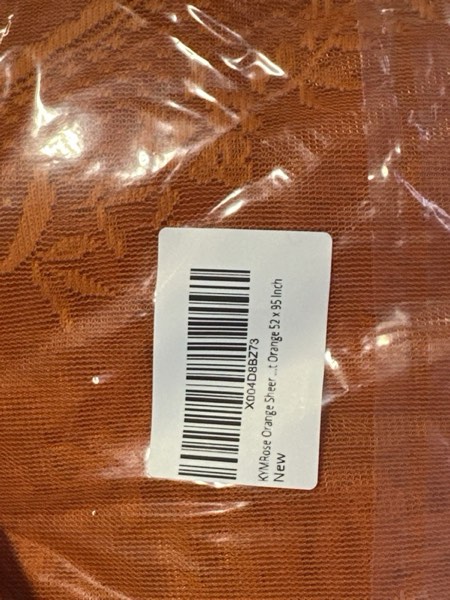 X004D8BZ73
KYMRose Orange Sheer ...t Orange 52 x 95 Inch
New